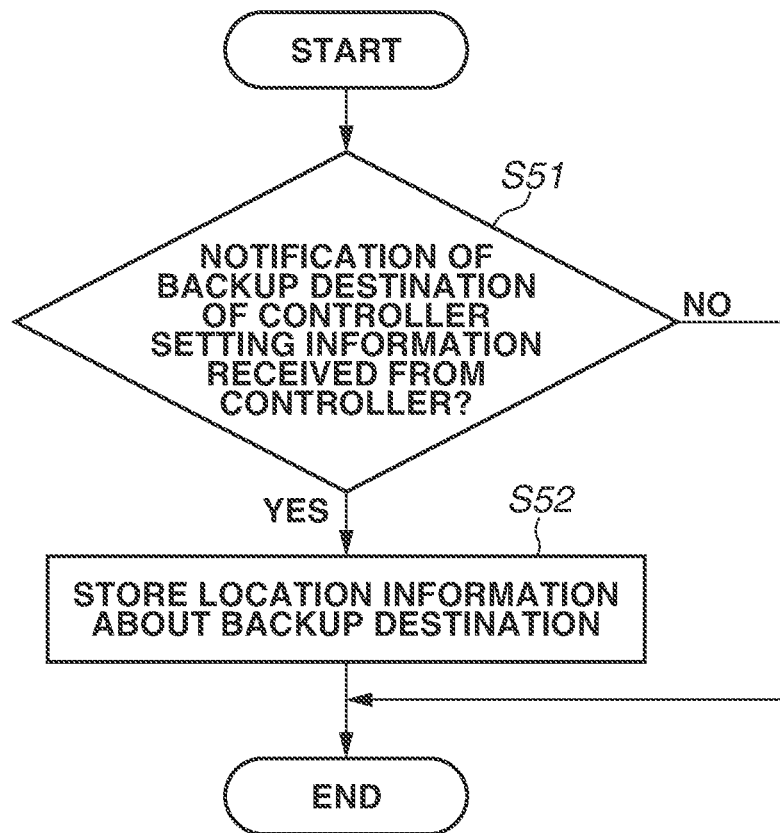 START
S51
NOTIFICATION OF
BACKUP DESTINATION
OF CONTROLLER
SETTING INFORMATION
RECEIVED FROM
CONTROLLER?
NO
YES
S52
STORE LOCATION INFORMATION
ABOUT BACKUP DESTINATION
END